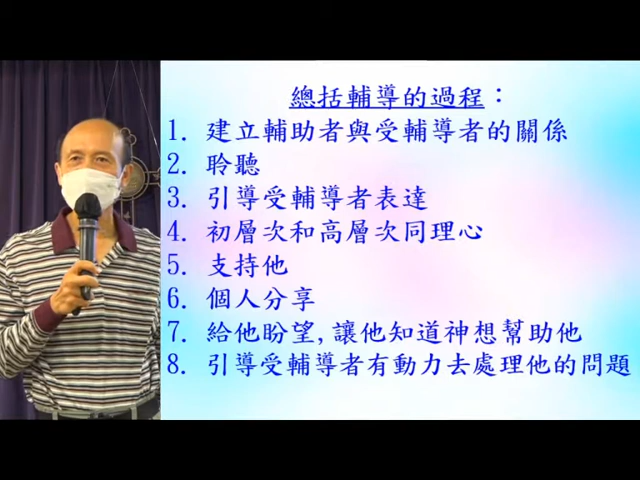 總括輔導的過程：
1. 建立輔助者與受輔導者的關係
2. 聆聽
3. 引導受輔導者表達
4. 初層次和高層次同理心
5. 支持他
6. 個人分享
7. 給他盼望,讓他知道神想幫助他
8. 引導受輔導者有動力去處理他的問題